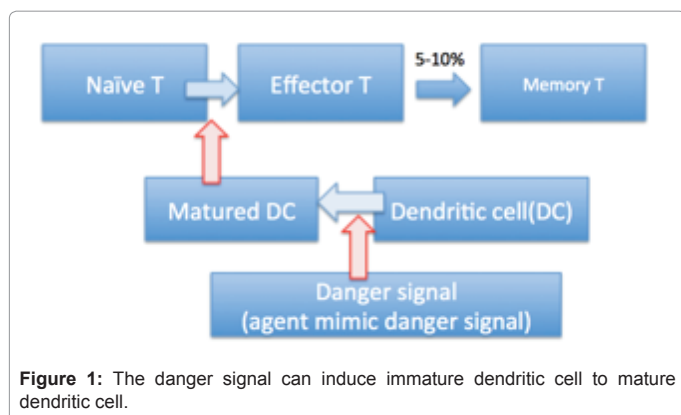 Naïve T
Effector T
5-10%
Memory T
Matured DC
Dendritic cell(DC)
Danger signal
(agent mimic danger signal)
Figure 1: The danger signal can induce immature dendritic cell to mature
dendritic cell.